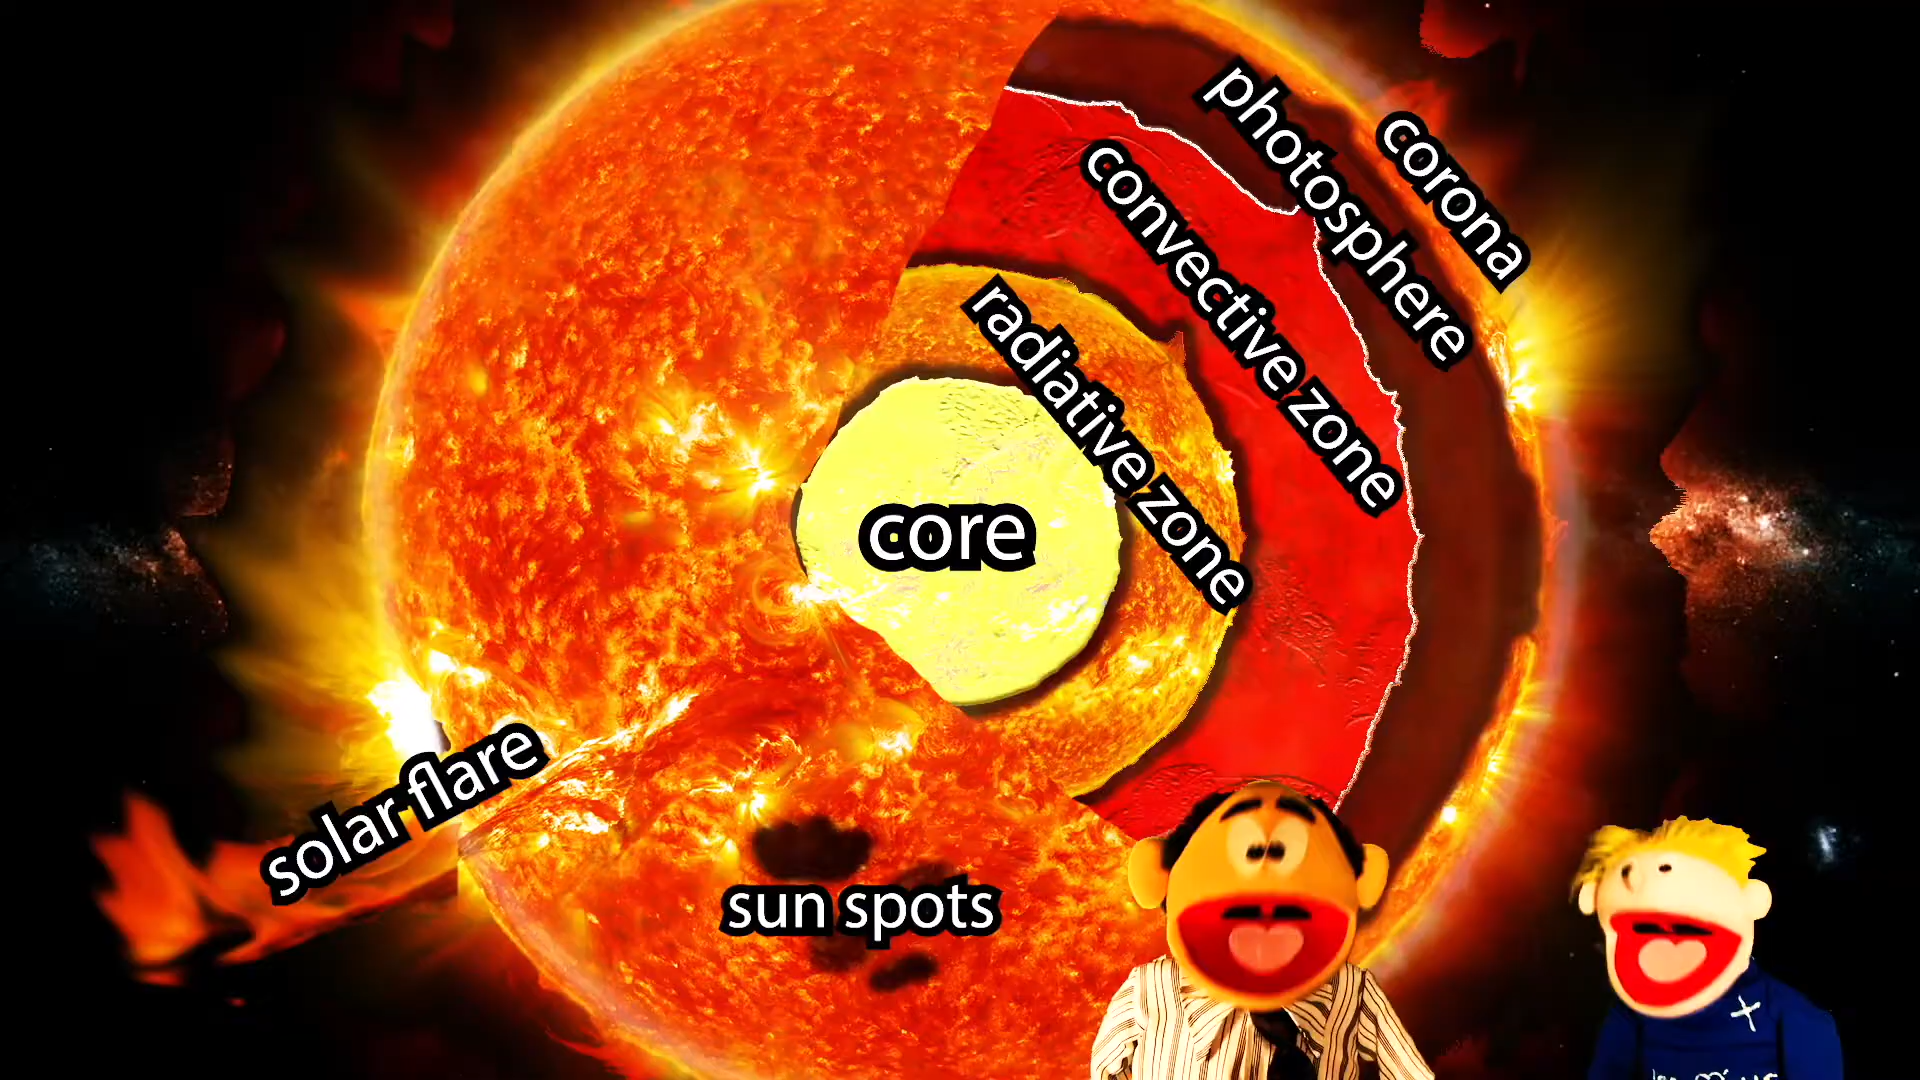 corona
photosphere
convective zone
radiative zone
core
solar flare
sun spots